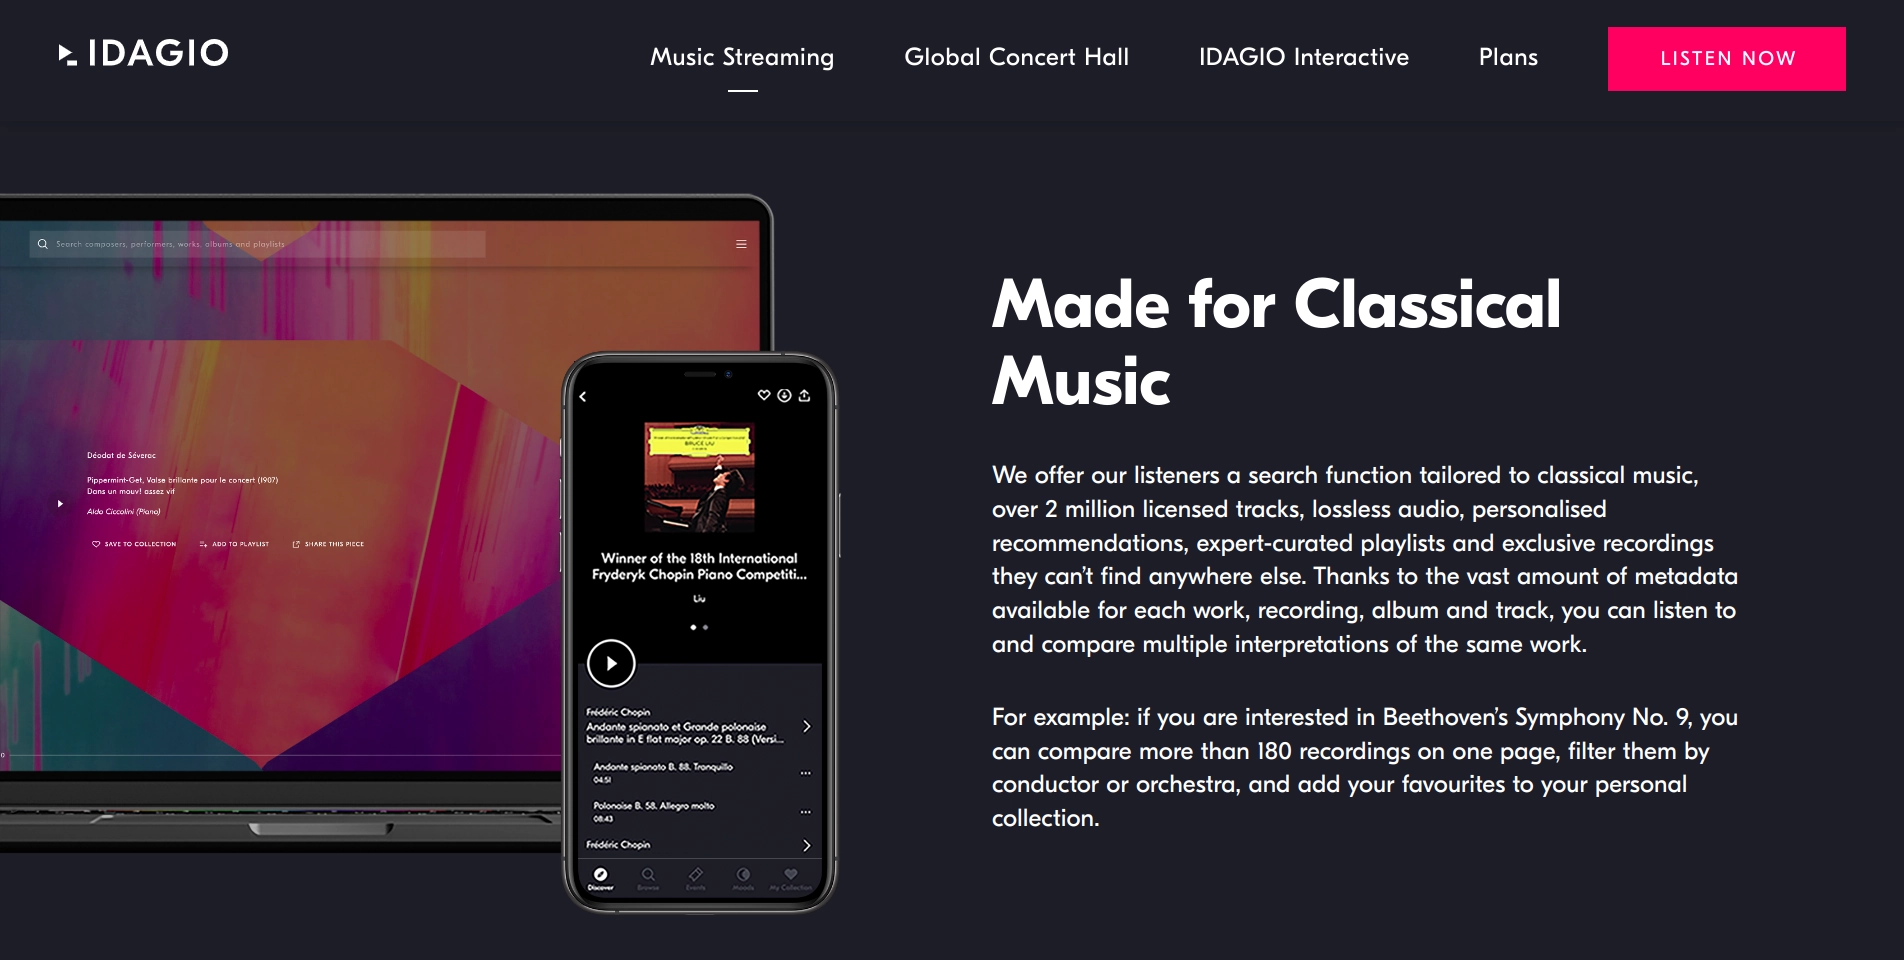 IDAGIO
Music Streaming
Global Concert Hall
IDAGIO Interactive
Plans
LISTEN NOW
Search composers, performers, works, albums and playlists
Déodat de Séverac
Pippermint-Get, Valse brillante pour le concert (1907)
Dans un mouv! assez vif
Aldo Ciccolini (Piano)
SAVE TO COLLECTION
ADD TO PLAYLIST
SHARE THIS PIECE
BRUCE LIU
Winner of the 18th International
Fryderyk Chopin Piano Competiti...
Liu
Frédéric Chopin
Andante spianato et Grande polonaise
brillante in E flat major op. 22 B. 88 (Versi...
Andante spianato B. 88. Tranquillo
04:51
Polonaise B. 58. Allegro molto
08:43
Frédéric Chopin
Discover
Browse
Events
Moods
My Collection
Made for Classical
Music
We offer our listeners a search function tailored to classical music,
over 2 million licensed tracks, lossless audio, personalised
recommendations, expert-curated playlists and exclusive recordings
they can’t find anywhere else. Thanks to the vast amount of metadata
available for each work, recording, album and track, you can listen to
and compare multiple interpretations of the same work.
For example: if you are interested in Beethoven’s Symphony No. 9, you
can compare more than 180 recordings on one page, filter them by
conductor or orchestra, and add your favourites to your personal
collection.